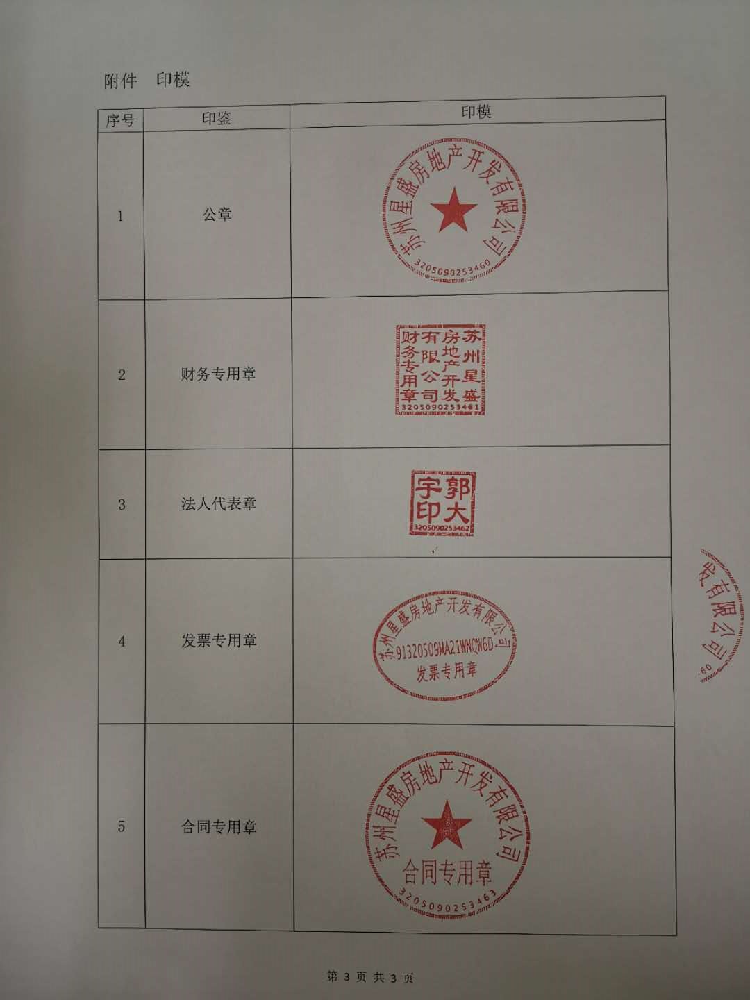 附件 印模
序号 印鉴 印模
1 公章
苏州星盛房地产开发有限公司
3205090253460
2 财务专用章
苏州星盛
房地产开发
有限公司
财务专用章
3205090253461
3 法人代表章
郭大
宇印
3205090253462
4 发票专用章
苏州星盛房地产开发有限公司
91320509MA21WNQW6D
发票专用章
5 合同专用章
苏州星盛房地产开发有限公司
合同专用章
3205090253463
发有限公司
60
第 3 页 共 3 页